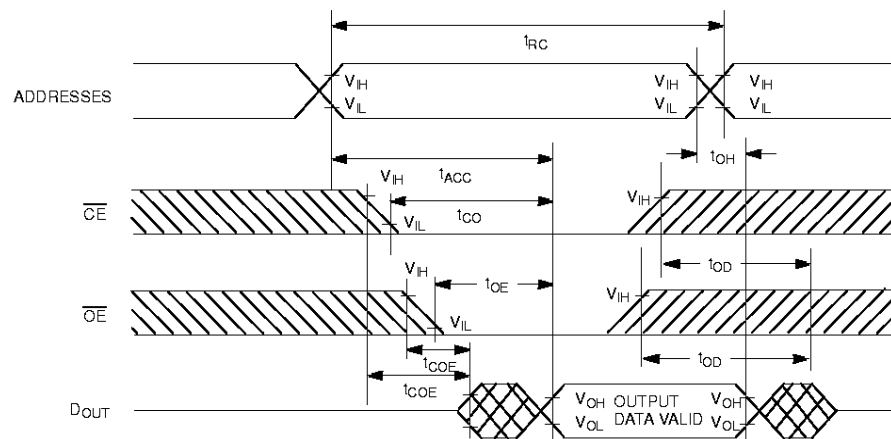 tRC
ADDRESSES
VIH
VIL
VIH
VIL
VIH
VIL
tOH
tACC
VIH
CE
tCO
VIL
VIH
tOD
VIH
tOE
OE
VIL
VIH
tCOE
tOD
tCOE
DOUT
VOH OUTPUT VOH
VOL DATA VALID VOL